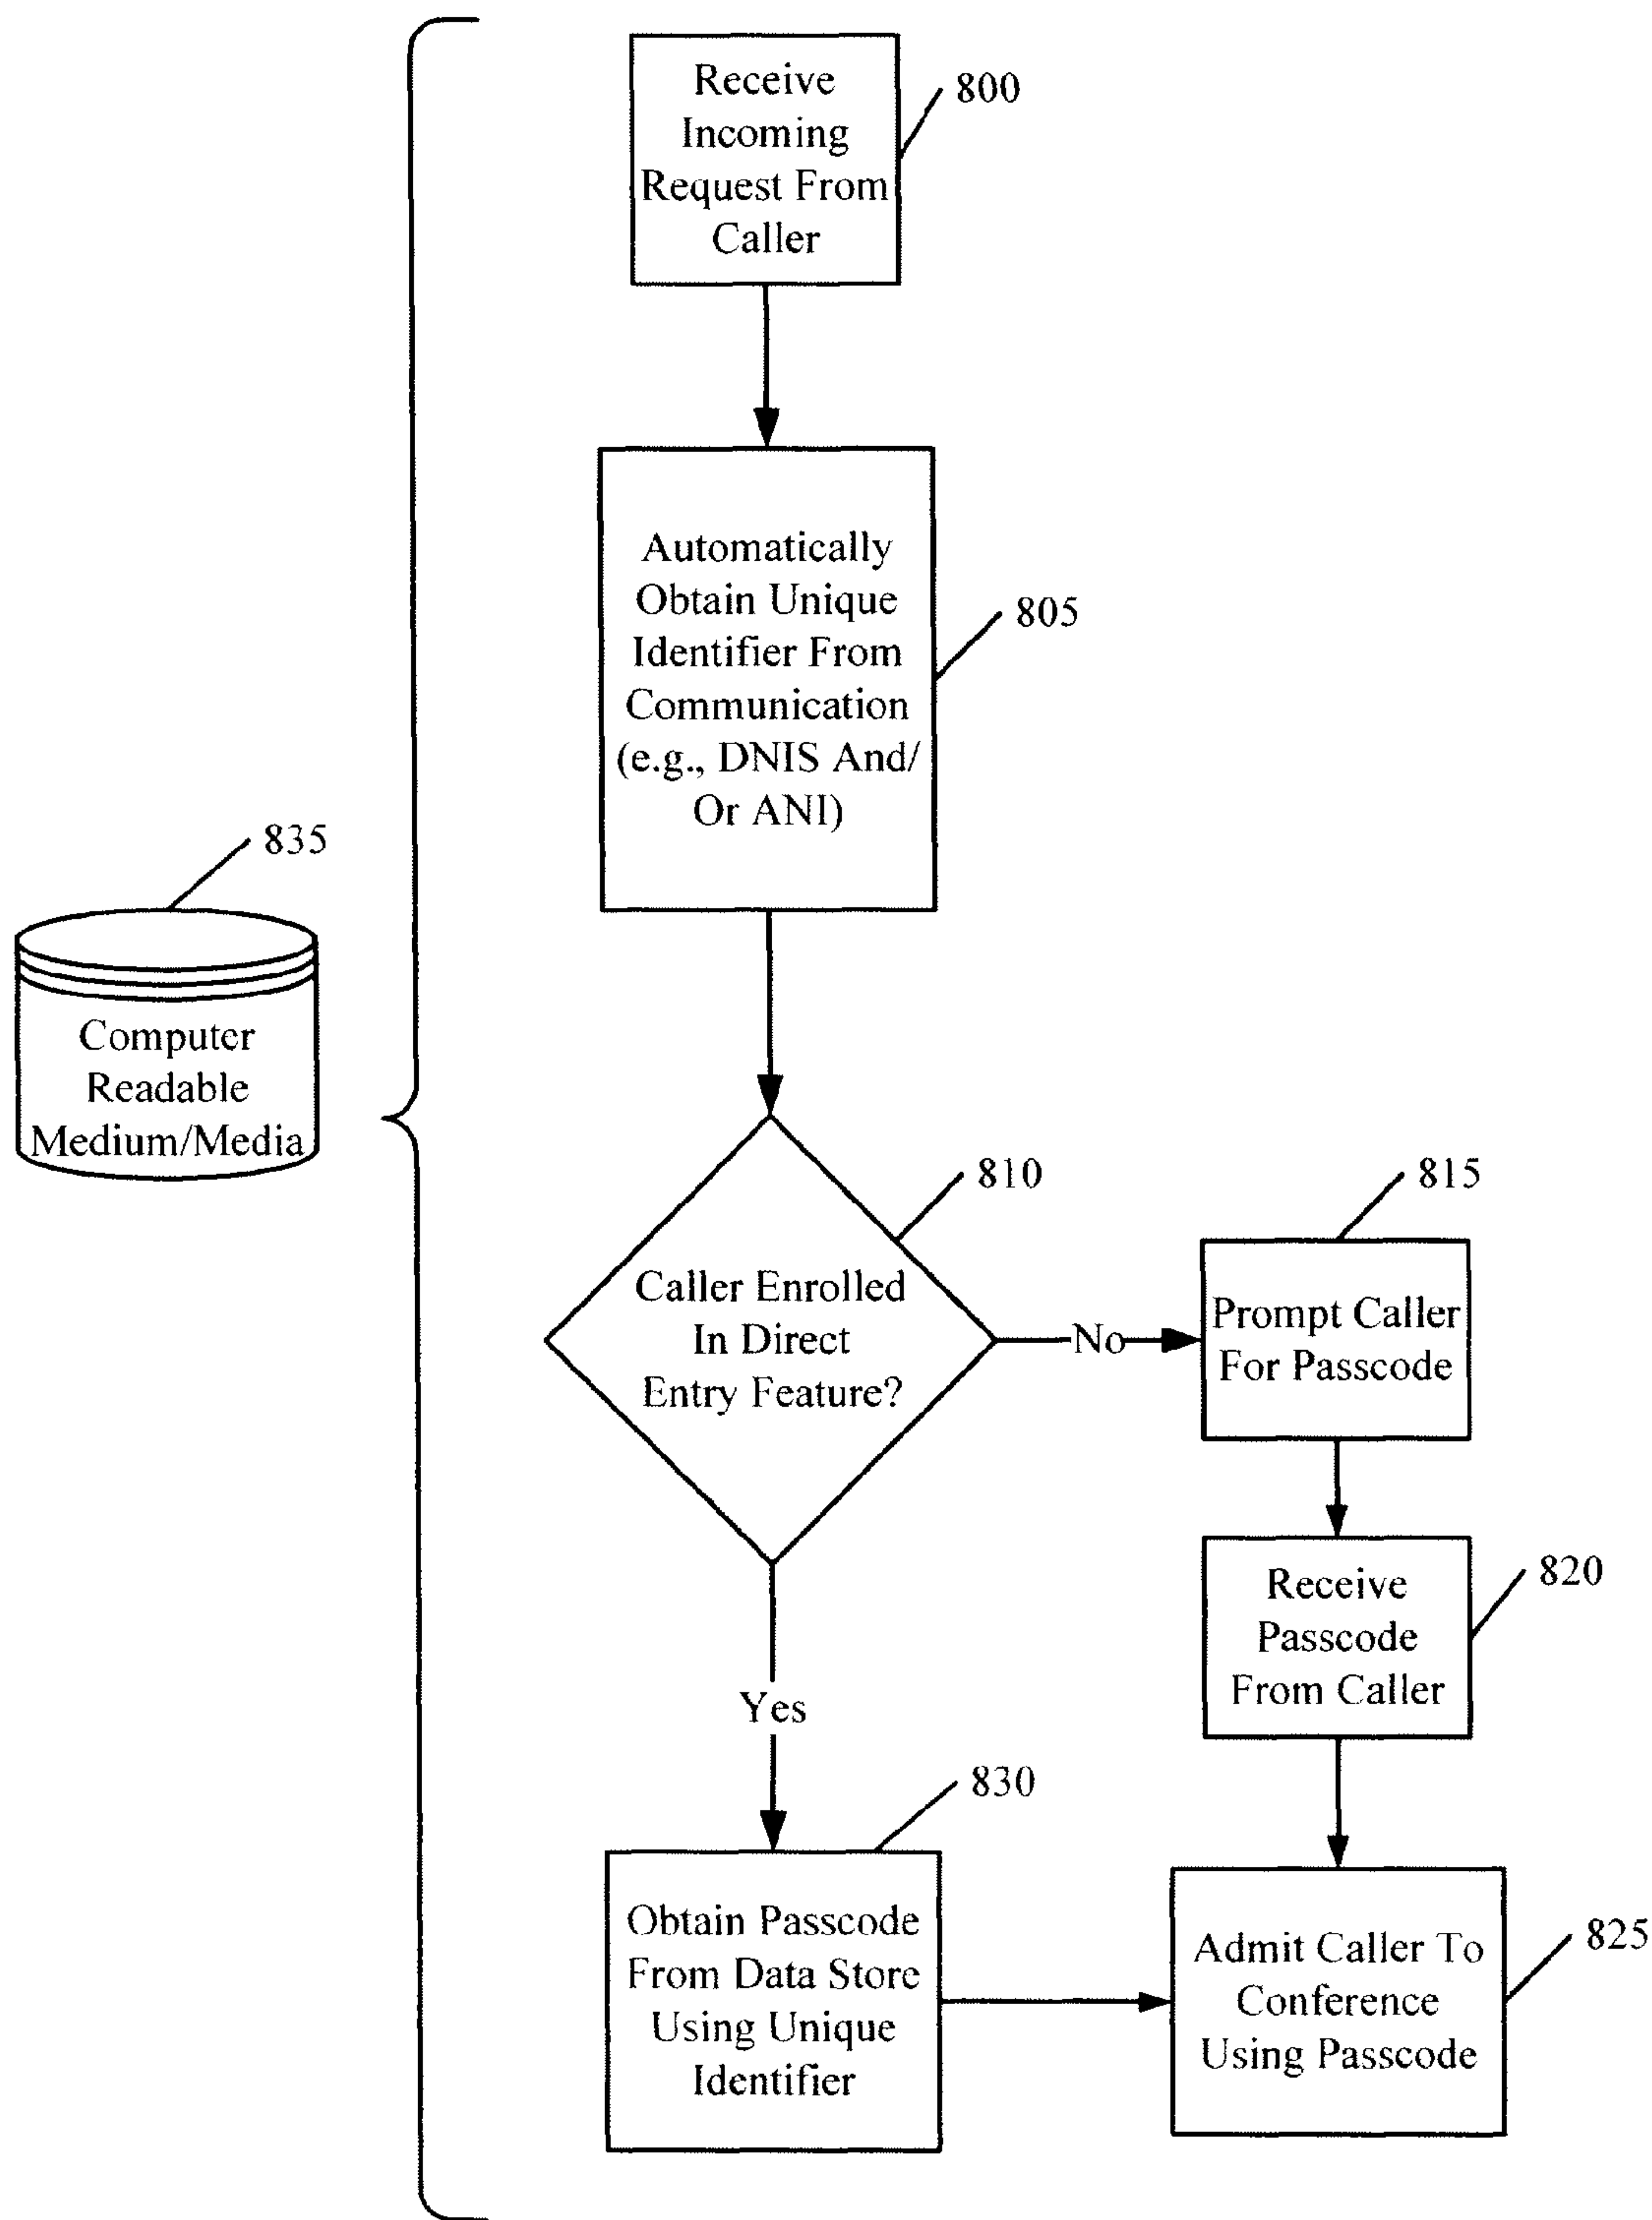 Receive
Incoming
Request From
Caller
800
Automatically
Obtain Unique
Identifier From
Communication
(e.g., DNIS And/
Or ANI)
805
835
Computer
Readable
Medium/Media
810
Caller Enrolled
In Direct
Entry Feature?
No
815
Prompt Caller
For Passcode
820
Receive
Passcode
From Caller
Yes
830
Obtain Passcode
From Data Store
Using Unique
Identifier
825
Admit Caller To
Conference
Using Passcode